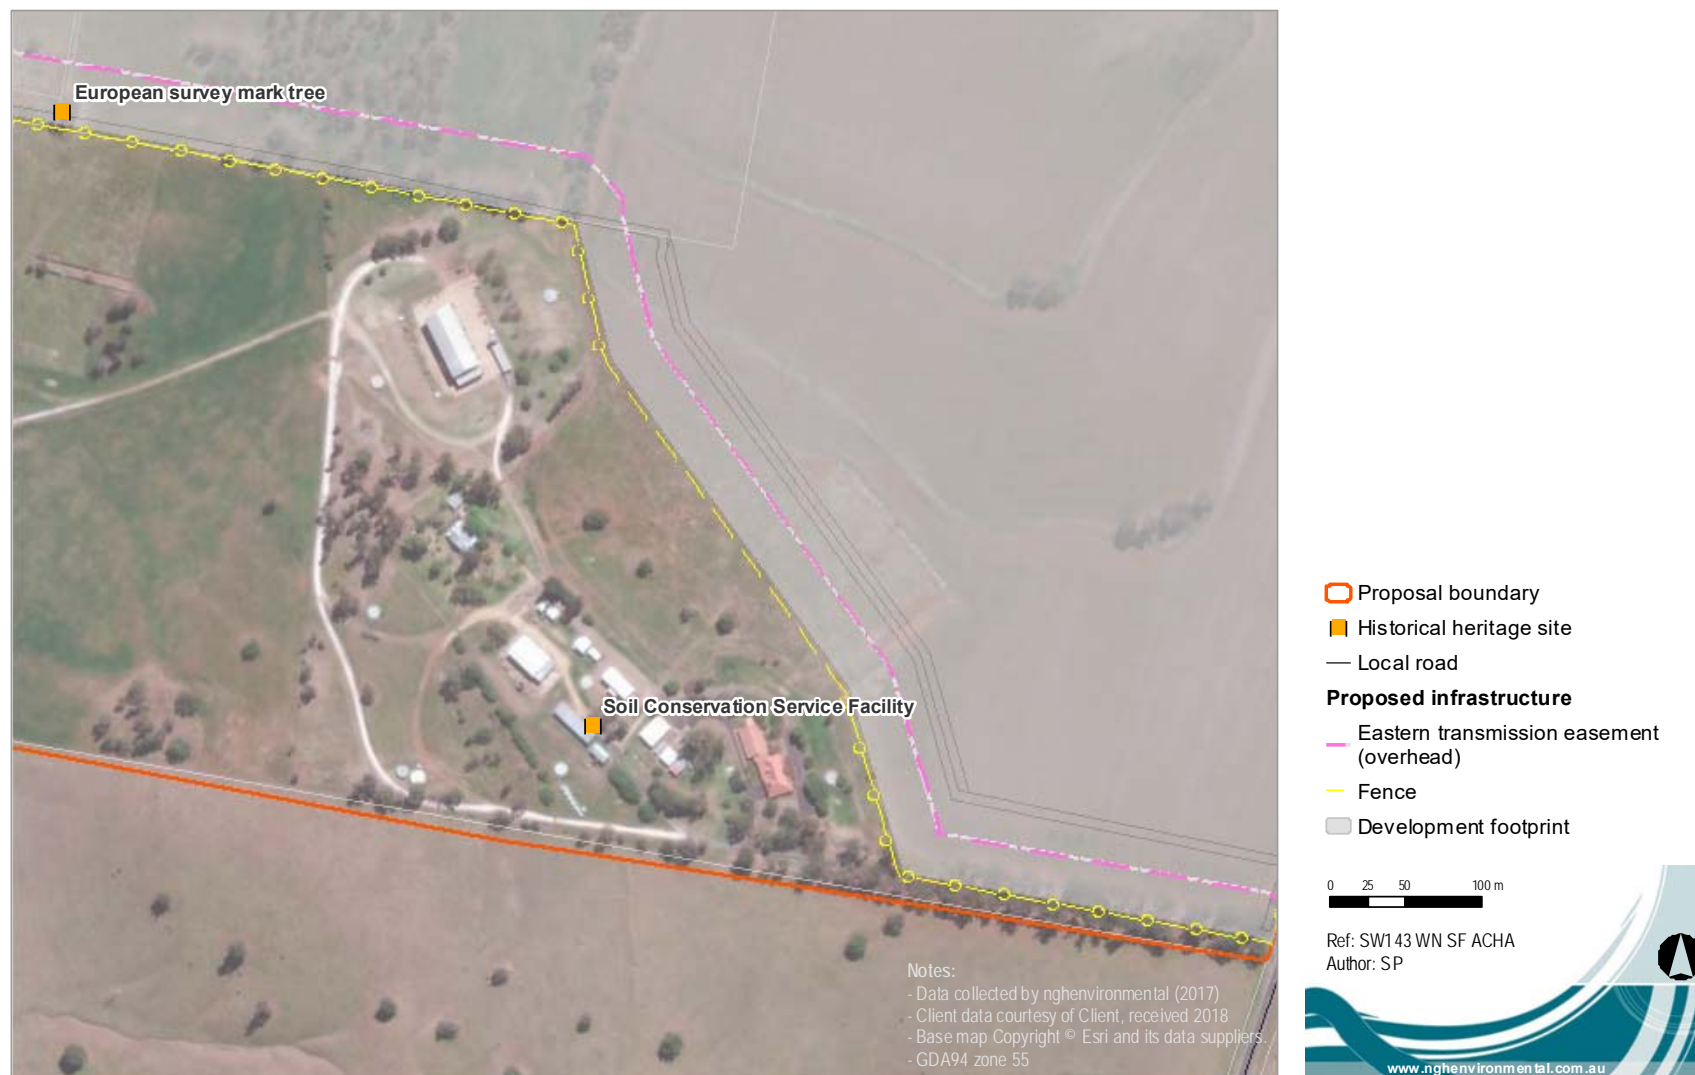 European survey mark tree
Soil Conservation Service Facility
Notes:
- Data collected by nghenvironmental (2017)
- Client data courtesy of Client, received 2018
- Base map Copyright © Esri and its data suppliers.
- GDA94 zone 55
Proposal boundary
Historical heritage site
Local road
Proposed infrastructure
Eastern transmission easement
(overhead)
Fence
Development footprint
0 25 50 100 m
Ref: SW143 WN SF ACHA
Author: SP
www.nghenvironmental.com.au